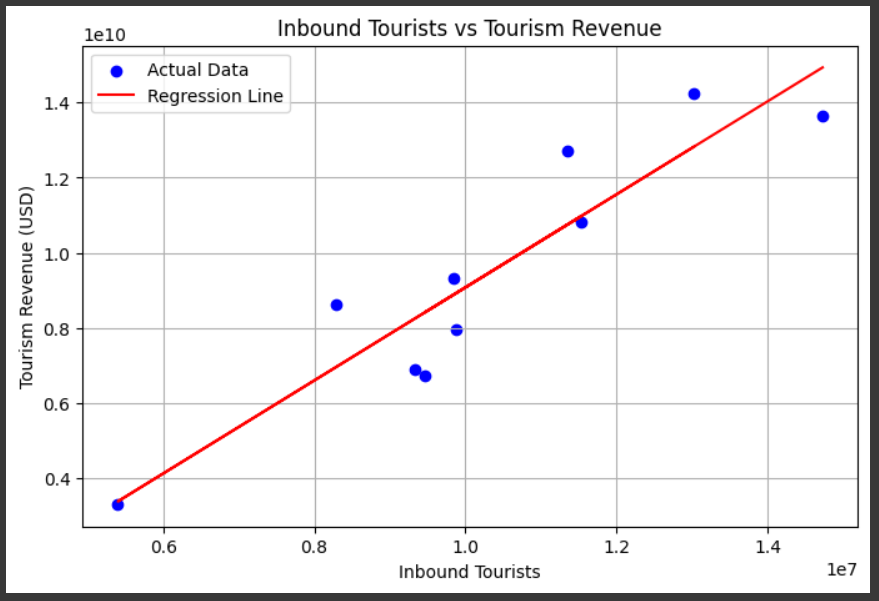 Inbound Tourists vs Tourism Revenue
1e10
Actual Data
Regression Line
1.4
1.2
1.0
0.8
0.6
0.4
Tourism Revenue (USD)
0.6 0.8 1.0 1.2 1.4
1e7
Inbound Tourists